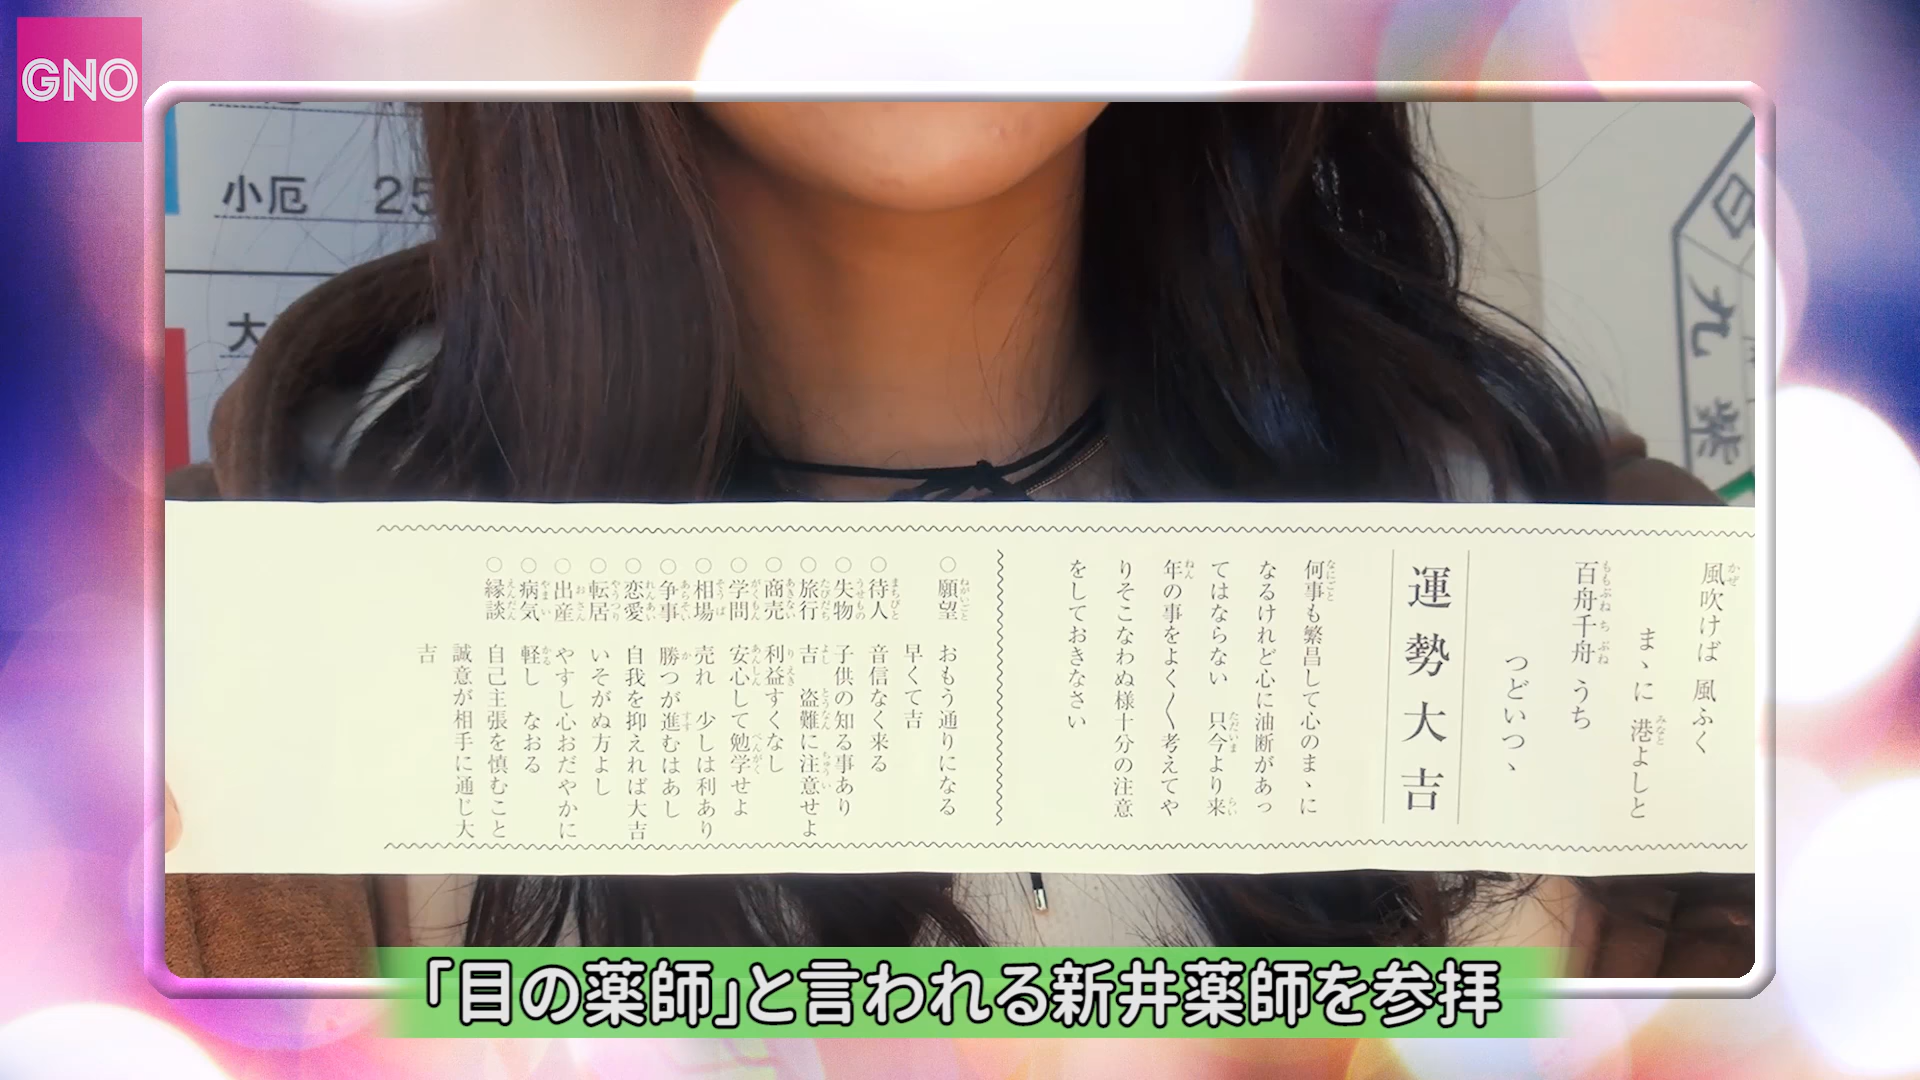 GNO
小厄 25
大
日
九紫
風吹けば 風ふく
まゝに 港よしと
百舟千舟 うち
つどいつゝ
運勢大吉
何事も繁昌して心のまゝに
なるけれど心に油断があっ
てはならない 只今より来
年の事をよく〱考えてや
りそこなわぬ様十分の注意
をしておきなさい
○願望 おもう通りになる
早くて吉
○待人 音信なく来る
○失物 子供の知る事あり
○旅行 吉 盗難に注意せよ
○商売 利益すくなし
○学問 安心して勉学せよ
○相場 売れ 少しは利あり
○争事 勝つが進むはあし
○恋愛 自我を抑えれば大吉
○転居 いそがぬ方よし
○出産 やすし心おだやかに
○病気 軽し なおる
自己主張を慎むこと
○縁談 誠意が相手に通じ大
吉
「目の薬師」と言われる新井薬師を参拝